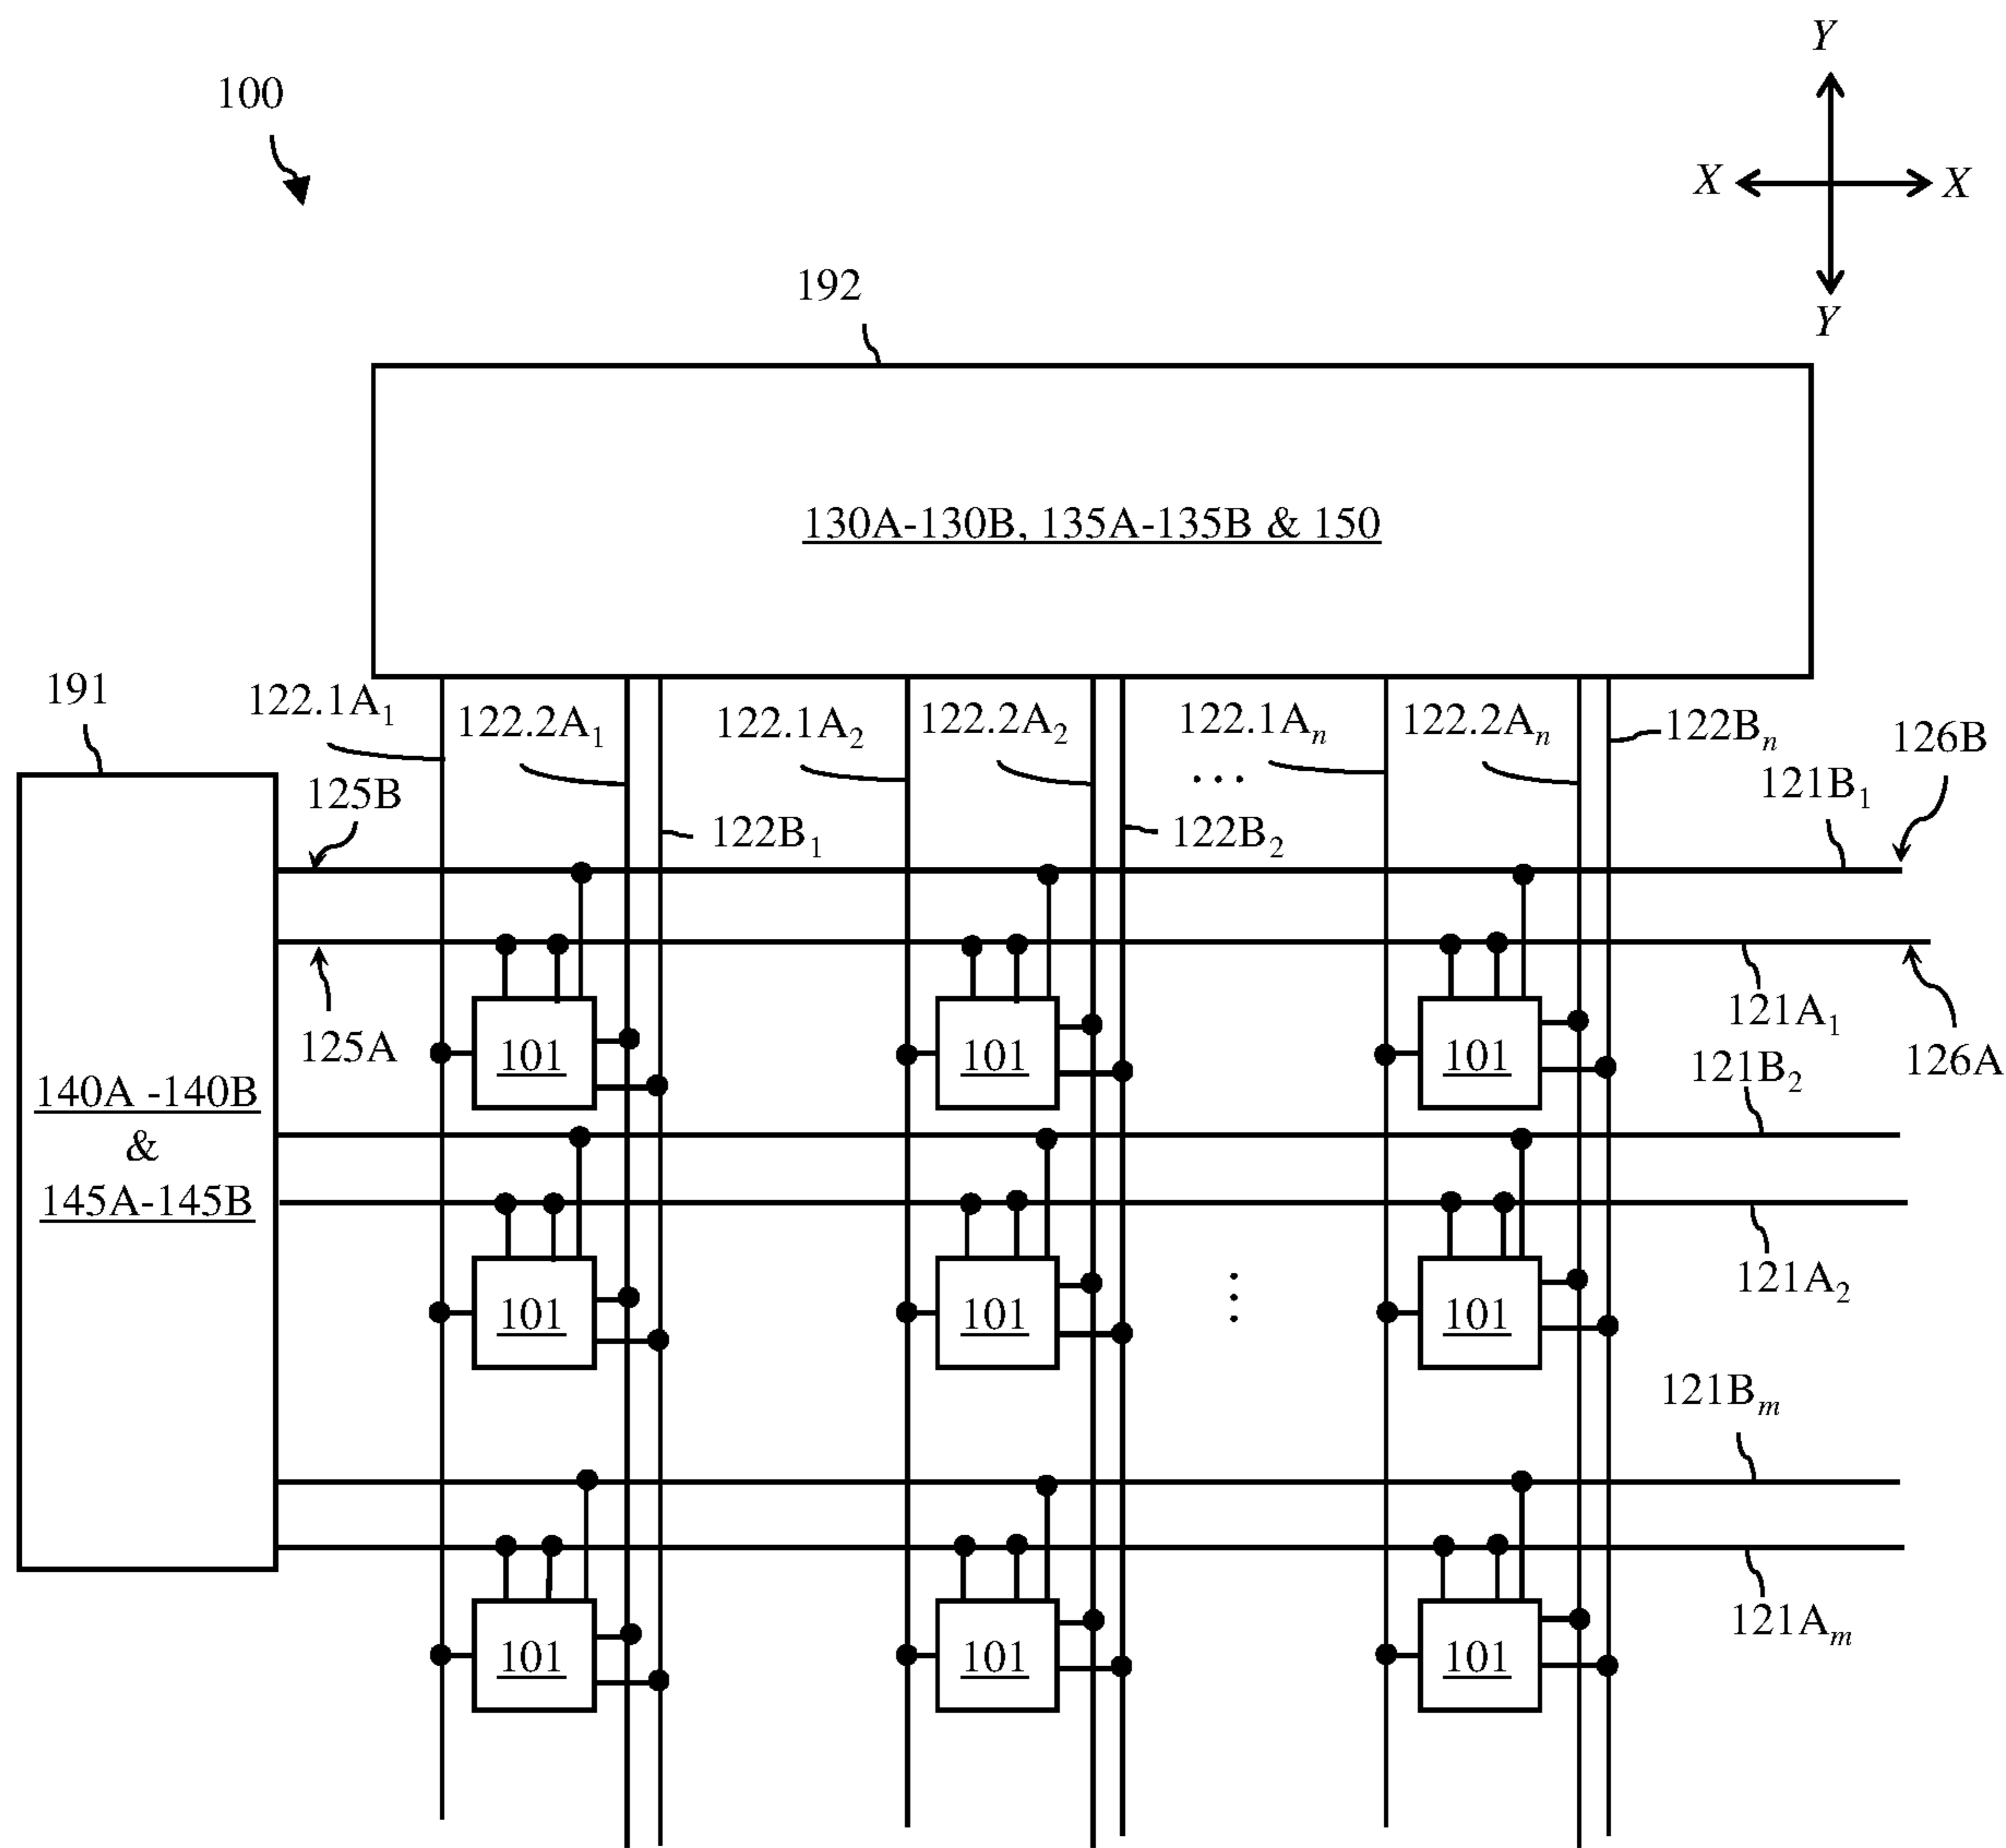 Y
100
X X
192
Y
130A-130B, 135A-135B & 150
191
122.1A₁
122.2A₁
122.1A₂
122.2A₂
122.1Aₙ
122.2Aₙ
122Bₙ
126B
...
121B₁
125B
122B₁
122B₂
121A₁
125A
101 101 101
126A
121B₂
140A -140B
&
145A-145B
121A₂
⋮
101 101 101
121Bₘ
121Aₘ
101 101 101